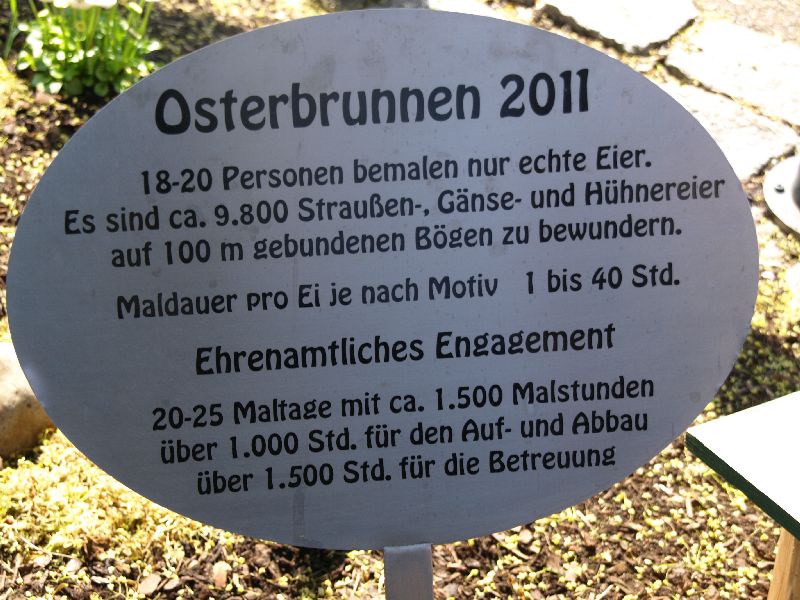 Osterbrunnen 2011
18-20 Personen bemalen nur echte Eier.
Es sind ca. 9.800 Straußen-, Gänse- und Hühnereier
auf 100 m gebundenen Bögen zu bewundern.
Maldauer pro Ei je nach Motiv 1 bis 40 Std.
Ehrenamtliches Engagement
20-25 Maltage mit ca. 1.500 Malstunden
über 1.000 Std. für den Auf- und Abbau
über 1.500 Std. für die Betreuung